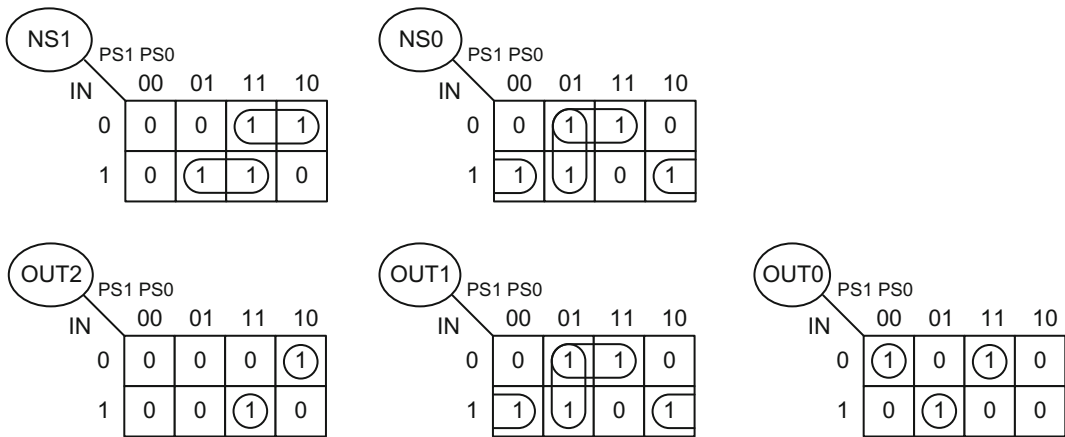 NS1
PS1 PS0
IN
00 01 11 10
0 0 0 1 1
1 0 1 1 0
NS0
PS1 PS0
IN
00 01 11 10
0 0 1 1 0
1 1 1 0 1
OUT2
PS1 PS0
IN
00 01 11 10
0 0 0 0 1
1 0 0 1 0
OUT1
PS1 PS0
IN
00 01 11 10
0 0 1 1 0
1 1 1 0 1
OUT0
PS1 PS0
IN
00 01 11 10
0 1 0 1 0
1 0 1 0 0